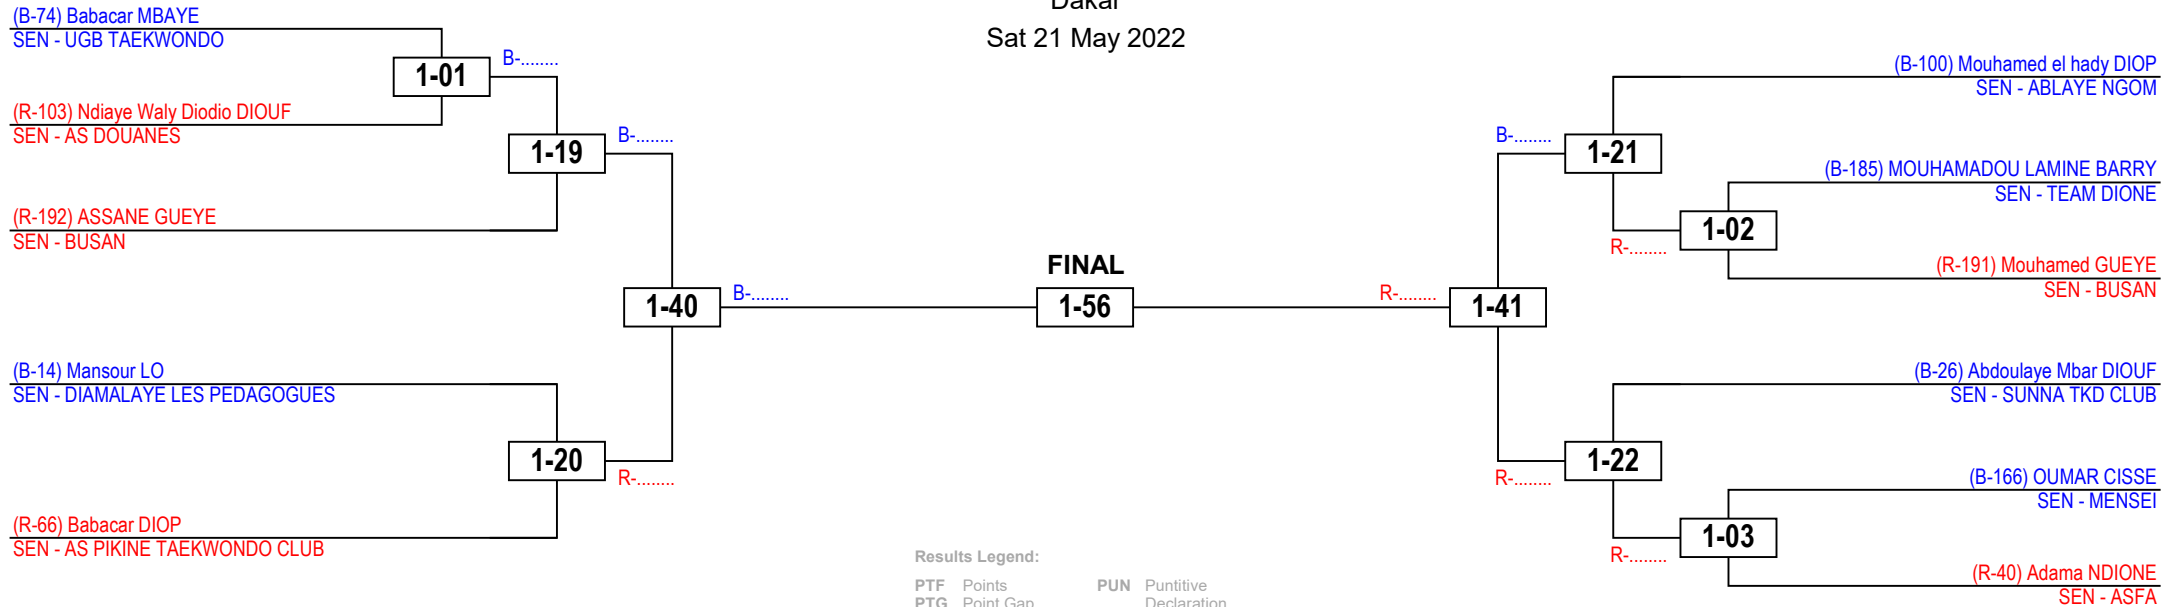 Dakar
Sat 21 May 2022
(B-74) Babacar MBAYE
SEN - UGB TAEKWONDO
1-01
B-........
(R-103) Ndiaye Waly Diodio DIOUF
SEN - AS DOUANES
1-19
B-........
(R-192) ASSANE GUEYE
SEN - BUSAN
1-40
B-........
(B-14) Mansour LO
SEN - DIAMALAYE LES PEDAGOGUES
1-20
R-........
(R-66) Babacar DIOP
SEN - AS PIKINE TAEKWONDO CLUB
FINAL
1-56
(B-100) Mouhamed el hady DIOP
SEN - ABLAYE NGOM
B-........
1-21
(B-185) MOUHAMADOU LAMINE BARRY
SEN - TEAM DIONE
1-02
R-........
(R-191) Mouhamed GUEYE
SEN - BUSAN
R-........
1-41
(B-26) Abdoulaye Mbar DIOUF
SEN - SUNNA TKD CLUB
1-22
R-........
(B-166) OUMAR CISSE
SEN - MENSEI
1-03
R-........
(R-40) Adama NDIONE
SEN - ASFA
Results Legend:
PTF Points PUN Puntitive
PTG Point Gap Declaration